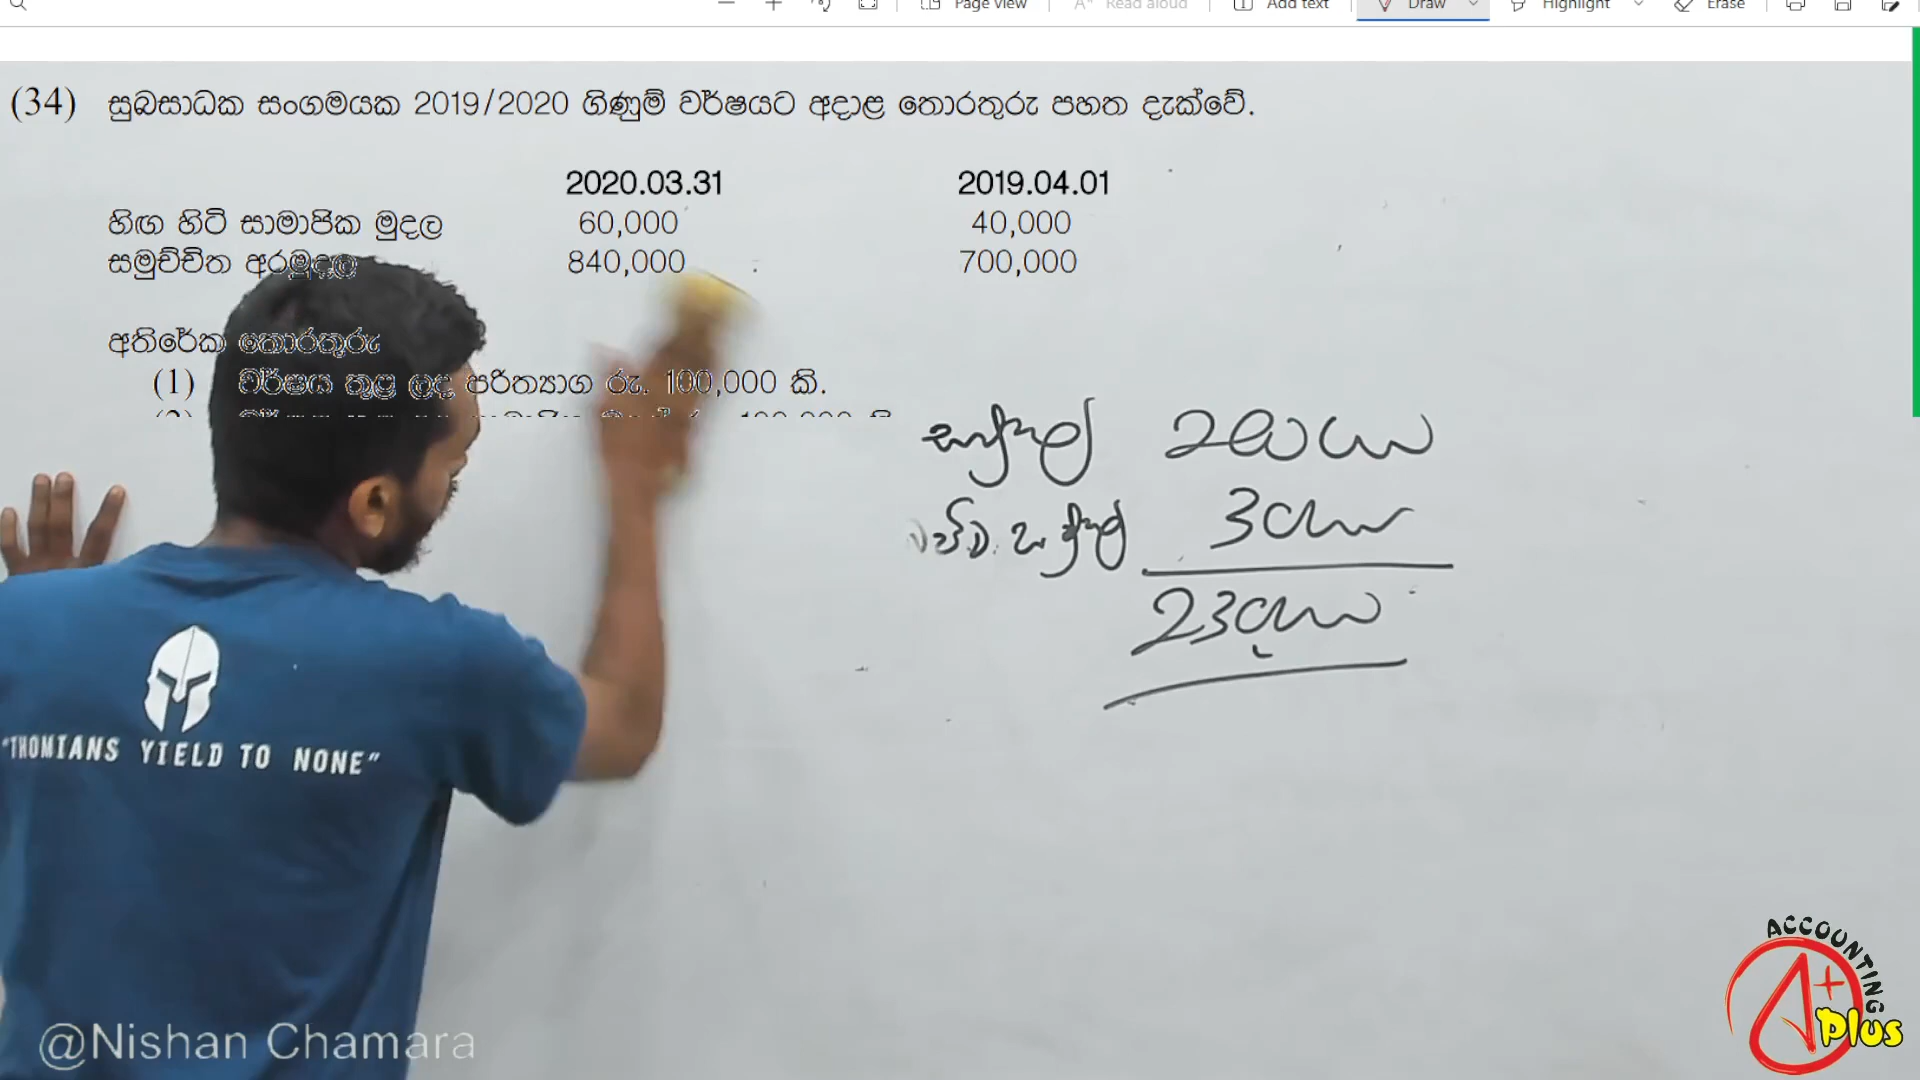 Page view
Read aloud
Add text
Draw
Highlight
Erase
(34) සුබසාධක සංගමයක 2019/2020 ගිණුම් වර්ෂයට අදාළ තොරතුරු පහත දැක්වේ.
2020.03.31 2019.04.01
හිඟ හිටි සාමාජික මුදල 60,000 40,000
සමුච්චිත අරමුදල 840,000 700,000
අතිරේක තොරතුරු
(1) වර්ෂය තුළ ලද පරිත්‍යාග රු. 100,000 කි.
"THOMIANS YIELD TO NONE"
@Nishan Chamara
ACCOUNTING
A+
Plus